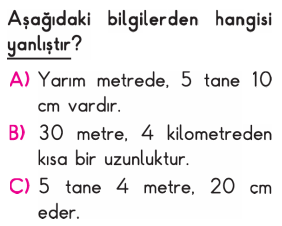 Aşağıdaki bilgilerden hangisi
yanlıştır?
A) Yarım metrede, 5 tane 10
cm vardır.
B) 30 metre, 4 kilometreden
kısa bir uzunluktur.
C) 5 tane 4 metre, 20 cm
eder.